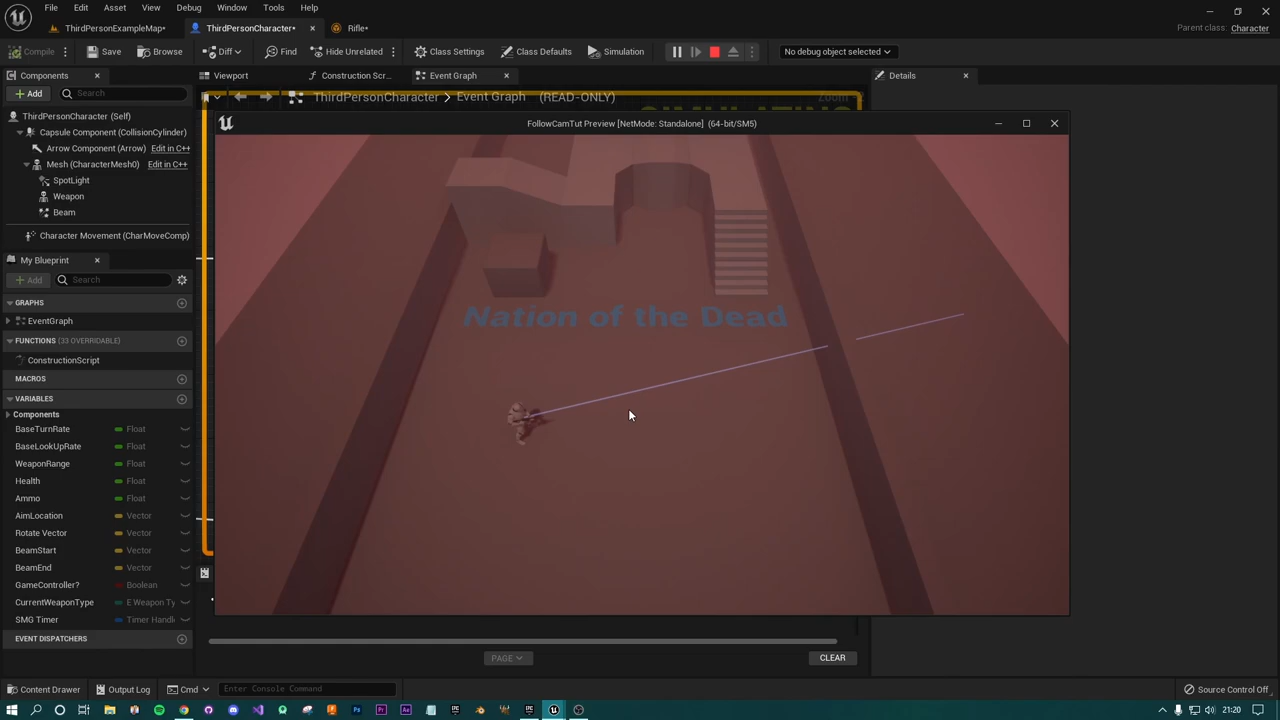 File Edit Asset View Debug Window Tools Help
ThirdPersonExampleMap*
ThirdPersonCharacter*
Rifle*
Parent class: Character
Compile Save Browse Diff Find Hide Unrelated Class Settings Class Defaults Simulation No debug object selected
Components
Viewport
Construction Scr...
Event Graph
Details
Add Search
ThirdPersonCharacter > Event Graph (READ-ONLY)
Zoom -2
SIMULATING
ThirdPersonCharacter (Self)
Capsule Component (CollisionCylinder)
Arrow Component (Arrow) Edit in C++
Mesh (CharacterMesh0) Edit in C++
SpotLight
Weapon
Beam
Character Movement (CharMoveComp)
FollowCamTut Preview [NetMode: Standalone] (64-bit/SM5)
Nation of the Dead
My Blueprint
Add Search
GRAPHS
EventGraph
FUNCTIONS (33 OVERRIDABLE)
ConstructionScript
MACROS
VARIABLES
Components
BaseTurnRate Float
BaseLookUpRate Float
WeaponRange Float
Health Float
Ammo Float
AimLocation Vector
Rotate Vector Vector
BeamStart Vector
BeamEnd Vector
GameController? Boolean
CurrentWeaponType E Weapon Ty
SMG Timer Timer Handl
EVENT DISPATCHERS
PAGE
CLEAR
Content Drawer Output Log Cmd Enter Console Command Source Control Off
21:20